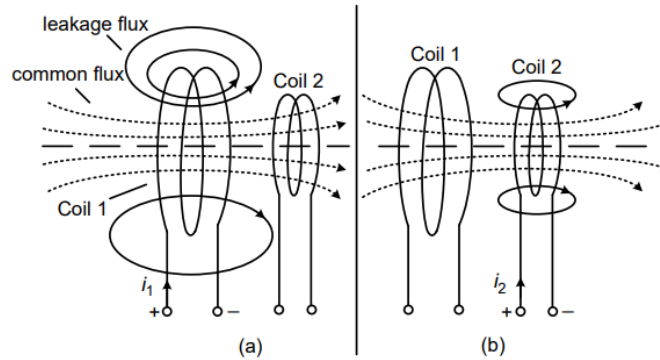 leakage flux
common flux
Coil 2
Coil 1
i1
+
–
(a)
Coil 1
Coil 2
i2
+
–
(b)